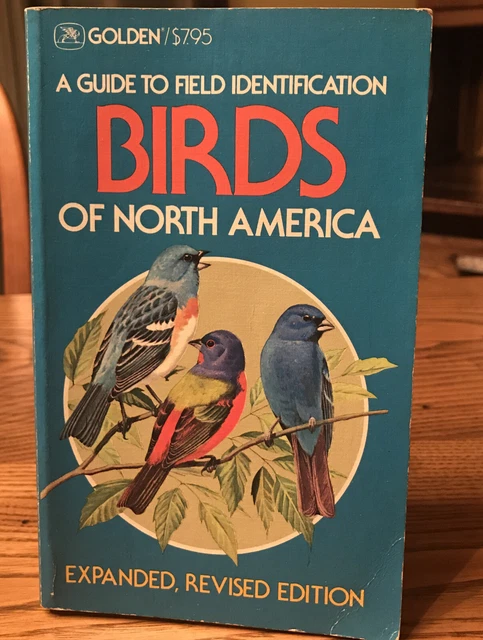 GOLDEN®/$7.95
A GUIDE TO FIELD IDENTIFICATION
BIRDS
OF NORTH AMERICA
EXPANDED, REVISED EDITION